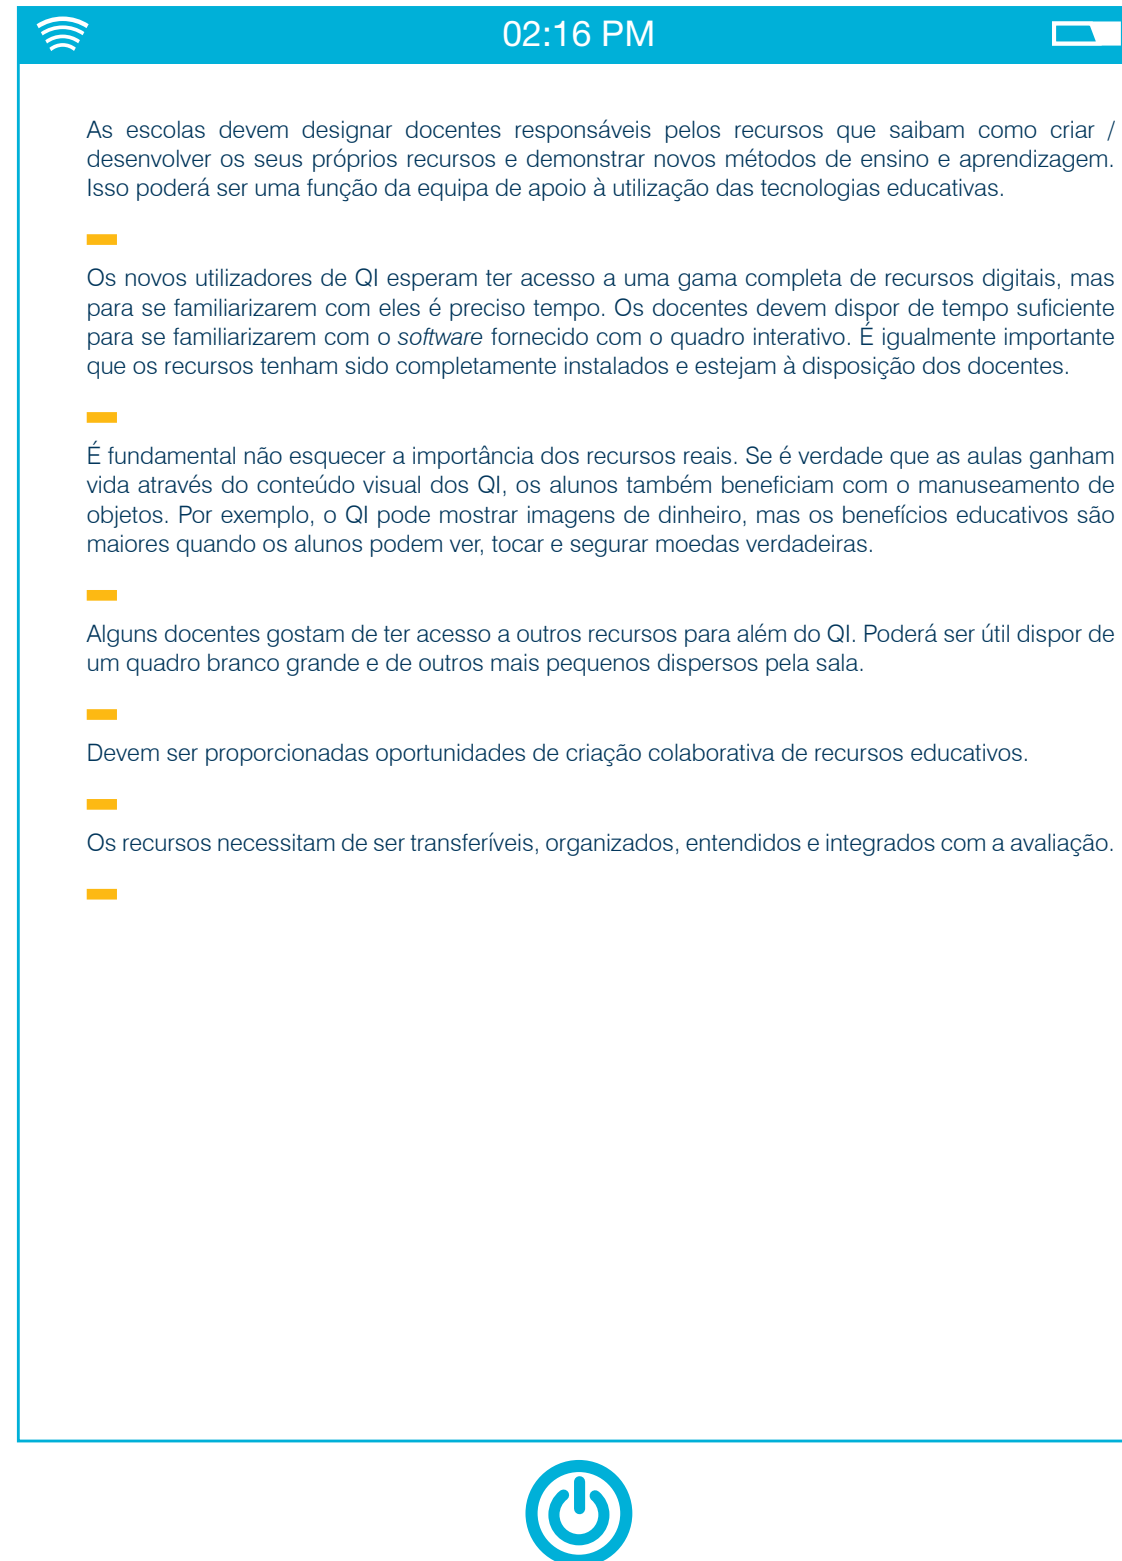 02:16 PM
As escolas devem designar docentes responsáveis pelos recursos que saibam como criar /
desenvolver os seus próprios recursos e demonstrar novos métodos de ensino e aprendizagem.
Isso poderá ser uma função da equipa de apoio à utilização das tecnologias educativas.
Os novos utilizadores de QI esperam ter acesso a uma gama completa de recursos digitais, mas
para se familiarizarem com eles é preciso tempo. Os docentes devem dispor de tempo suficiente
para se familiarizarem com o software fornecido com o quadro interativo. É igualmente importante
que os recursos tenham sido completamente instalados e estejam à disposição dos docentes.
É fundamental não esquecer a importância dos recursos reais. Se é verdade que as aulas ganham
vida através do conteúdo visual dos QI, os alunos também beneficiam com o manuseamento de
objetos. Por exemplo, o QI pode mostrar imagens de dinheiro, mas os benefícios educativos são
maiores quando os alunos podem ver, tocar e segurar moedas verdadeiras.
Alguns docentes gostam de ter acesso a outros recursos para além do QI. Poderá ser útil dispor de
um quadro branco grande e de outros mais pequenos dispersos pela sala.
Devem ser proporcionadas oportunidades de criação colaborativa de recursos educativos.
Os recursos necessitam de ser transferíveis, organizados, entendidos e integrados com a avaliação.